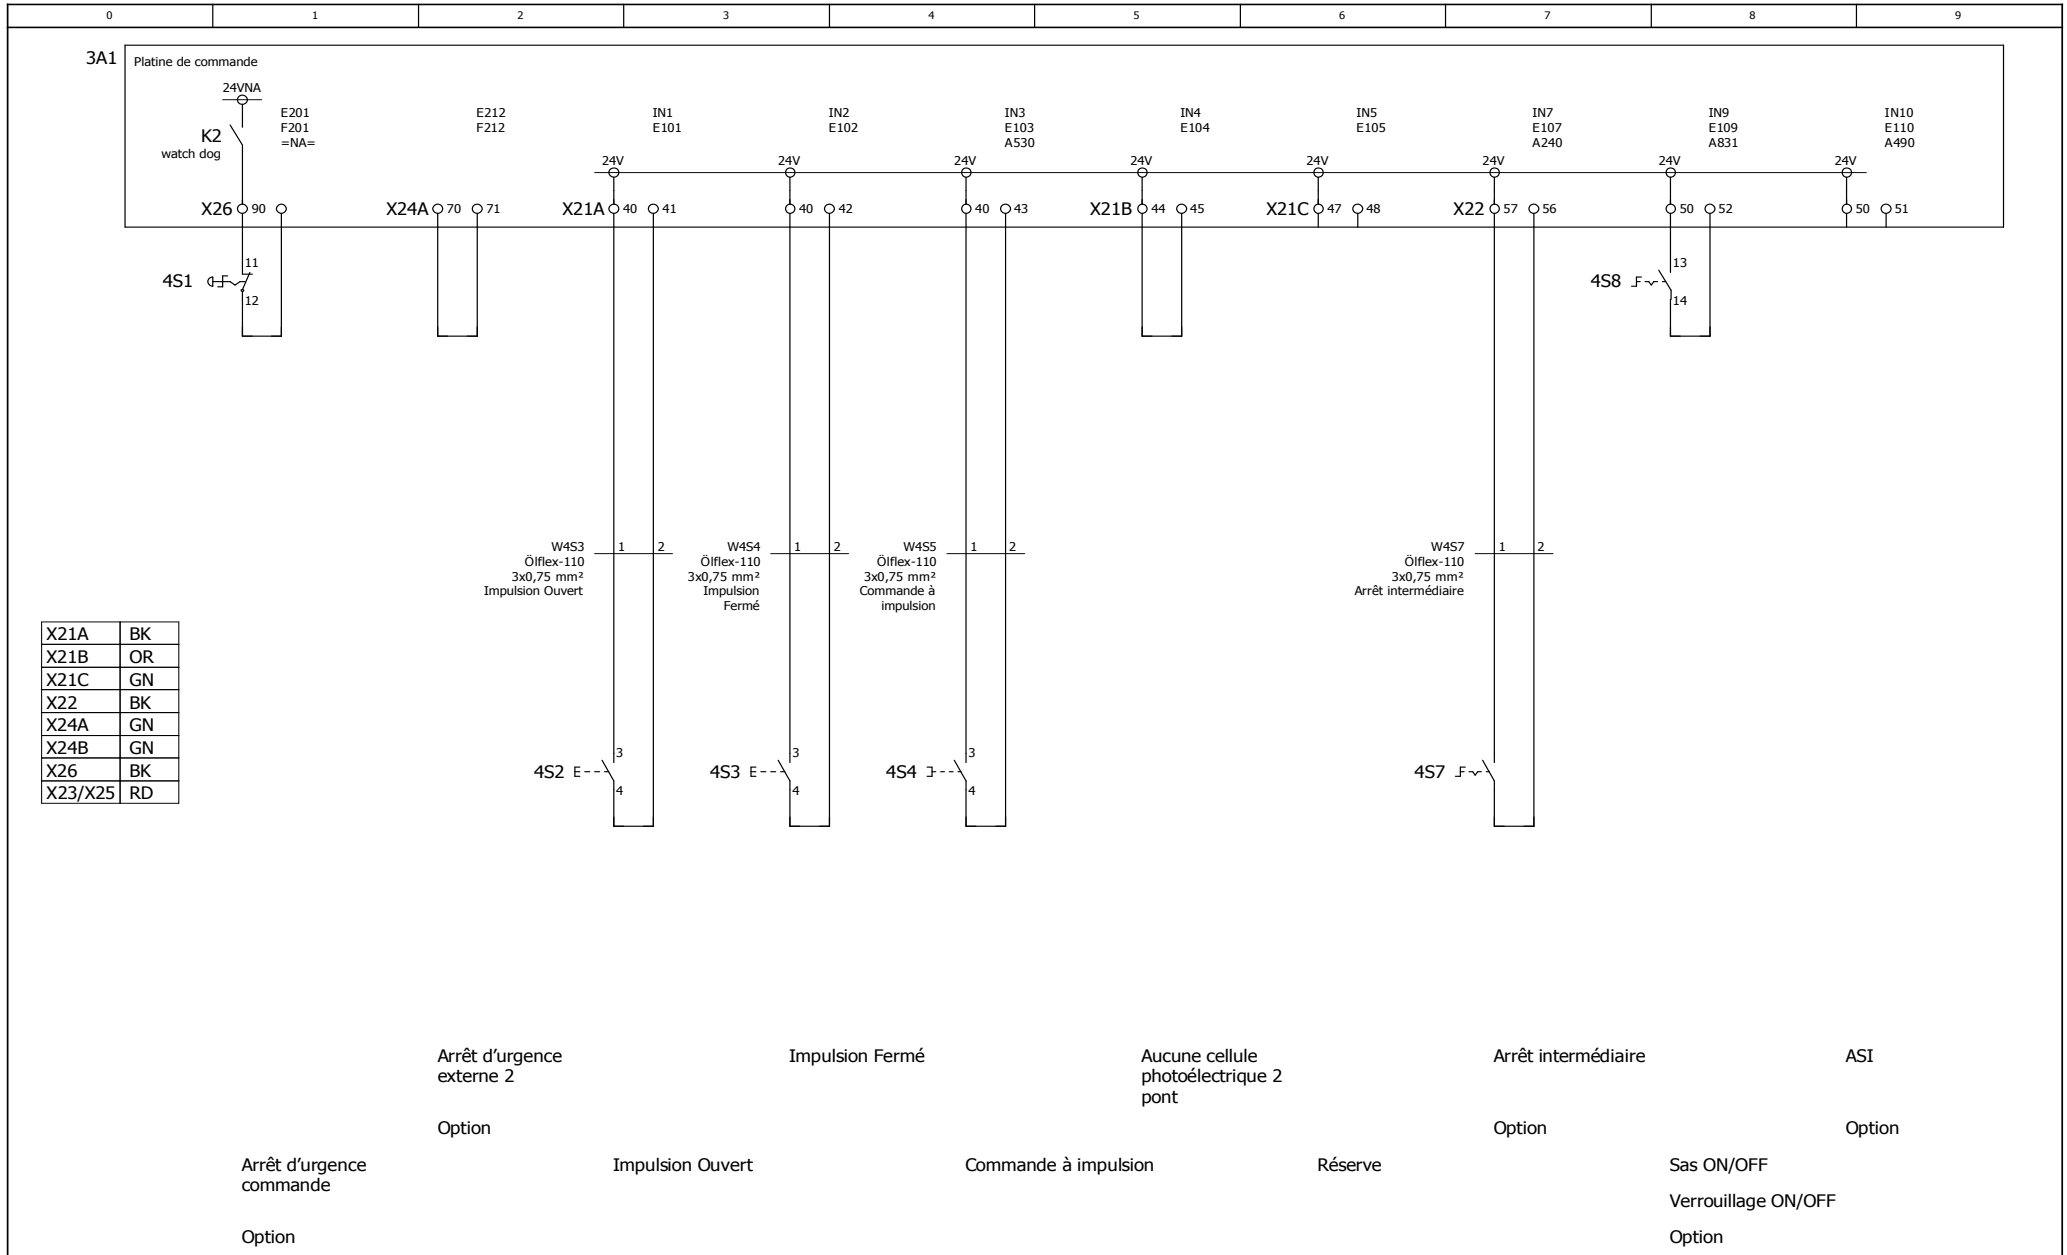 0 1 2 3 4 5 6 7 8 9
3A1 Platine de commande
24VNA
E201 E212 IN1 IN2 IN3 IN4 IN5 IN7 IN9 IN10
F201 F212 E101 E102 E103 E104 E105 E107 E109 E110
K2 =NA= A530 A240 A831 A490
watch dog
24V 24V 24V 24V 24V 24V 24V 24V
X26 90 X24A 70 71 X21A 40 41 40 42 40 43 X21B 44 45 X21C 47 48 X22 57 56 50 52 50 51
11 13
4S1 4S8
12 14
W4S3 1 2 W4S4 1 2 W4S5 1 2 W4S7 1 2
Ölflex-110 Ölflex-110 Ölflex-110 Ölflex-110
3x0,75 mm² 3x0,75 mm² 3x0,75 mm² 3x0,75 mm²
Impulsion Ouvert Impulsion Commande à Arrêt intermédiaire
Fermé impulsion
X21A BK
X21B OR
X21C GN
X22 BK
X24A GN
X24B GN
X26 BK
X23/X25 RD
3 3 3
4S2 4S3 4S4 4S7
4 4 4
Arrêt d’urgence Impulsion Fermé Aucune cellule Arrêt intermédiaire ASI
externe 2 photoélectrique 2
pont
Option Option Option
Arrêt d’urgence Impulsion Ouvert Commande à impulsion Réserve Sas ON/OFF
commande
Verrouillage ON/OFF
Option Option